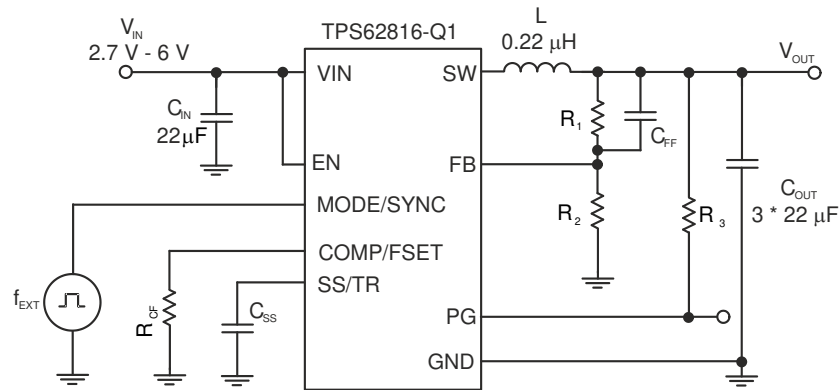 TPS62816-Q1
V_IN
2.7 V - 6 V
L
0.22 μH
V_OUT
VIN
SW
C_IN
22μF
R_1
C_FF
EN
FB
C_OUT
3 * 22 μF
MODE/SYNC
R_2
R_3
COMP/FSET
SS/TR
f_EXT
R_CF
C_SS
PG
GND